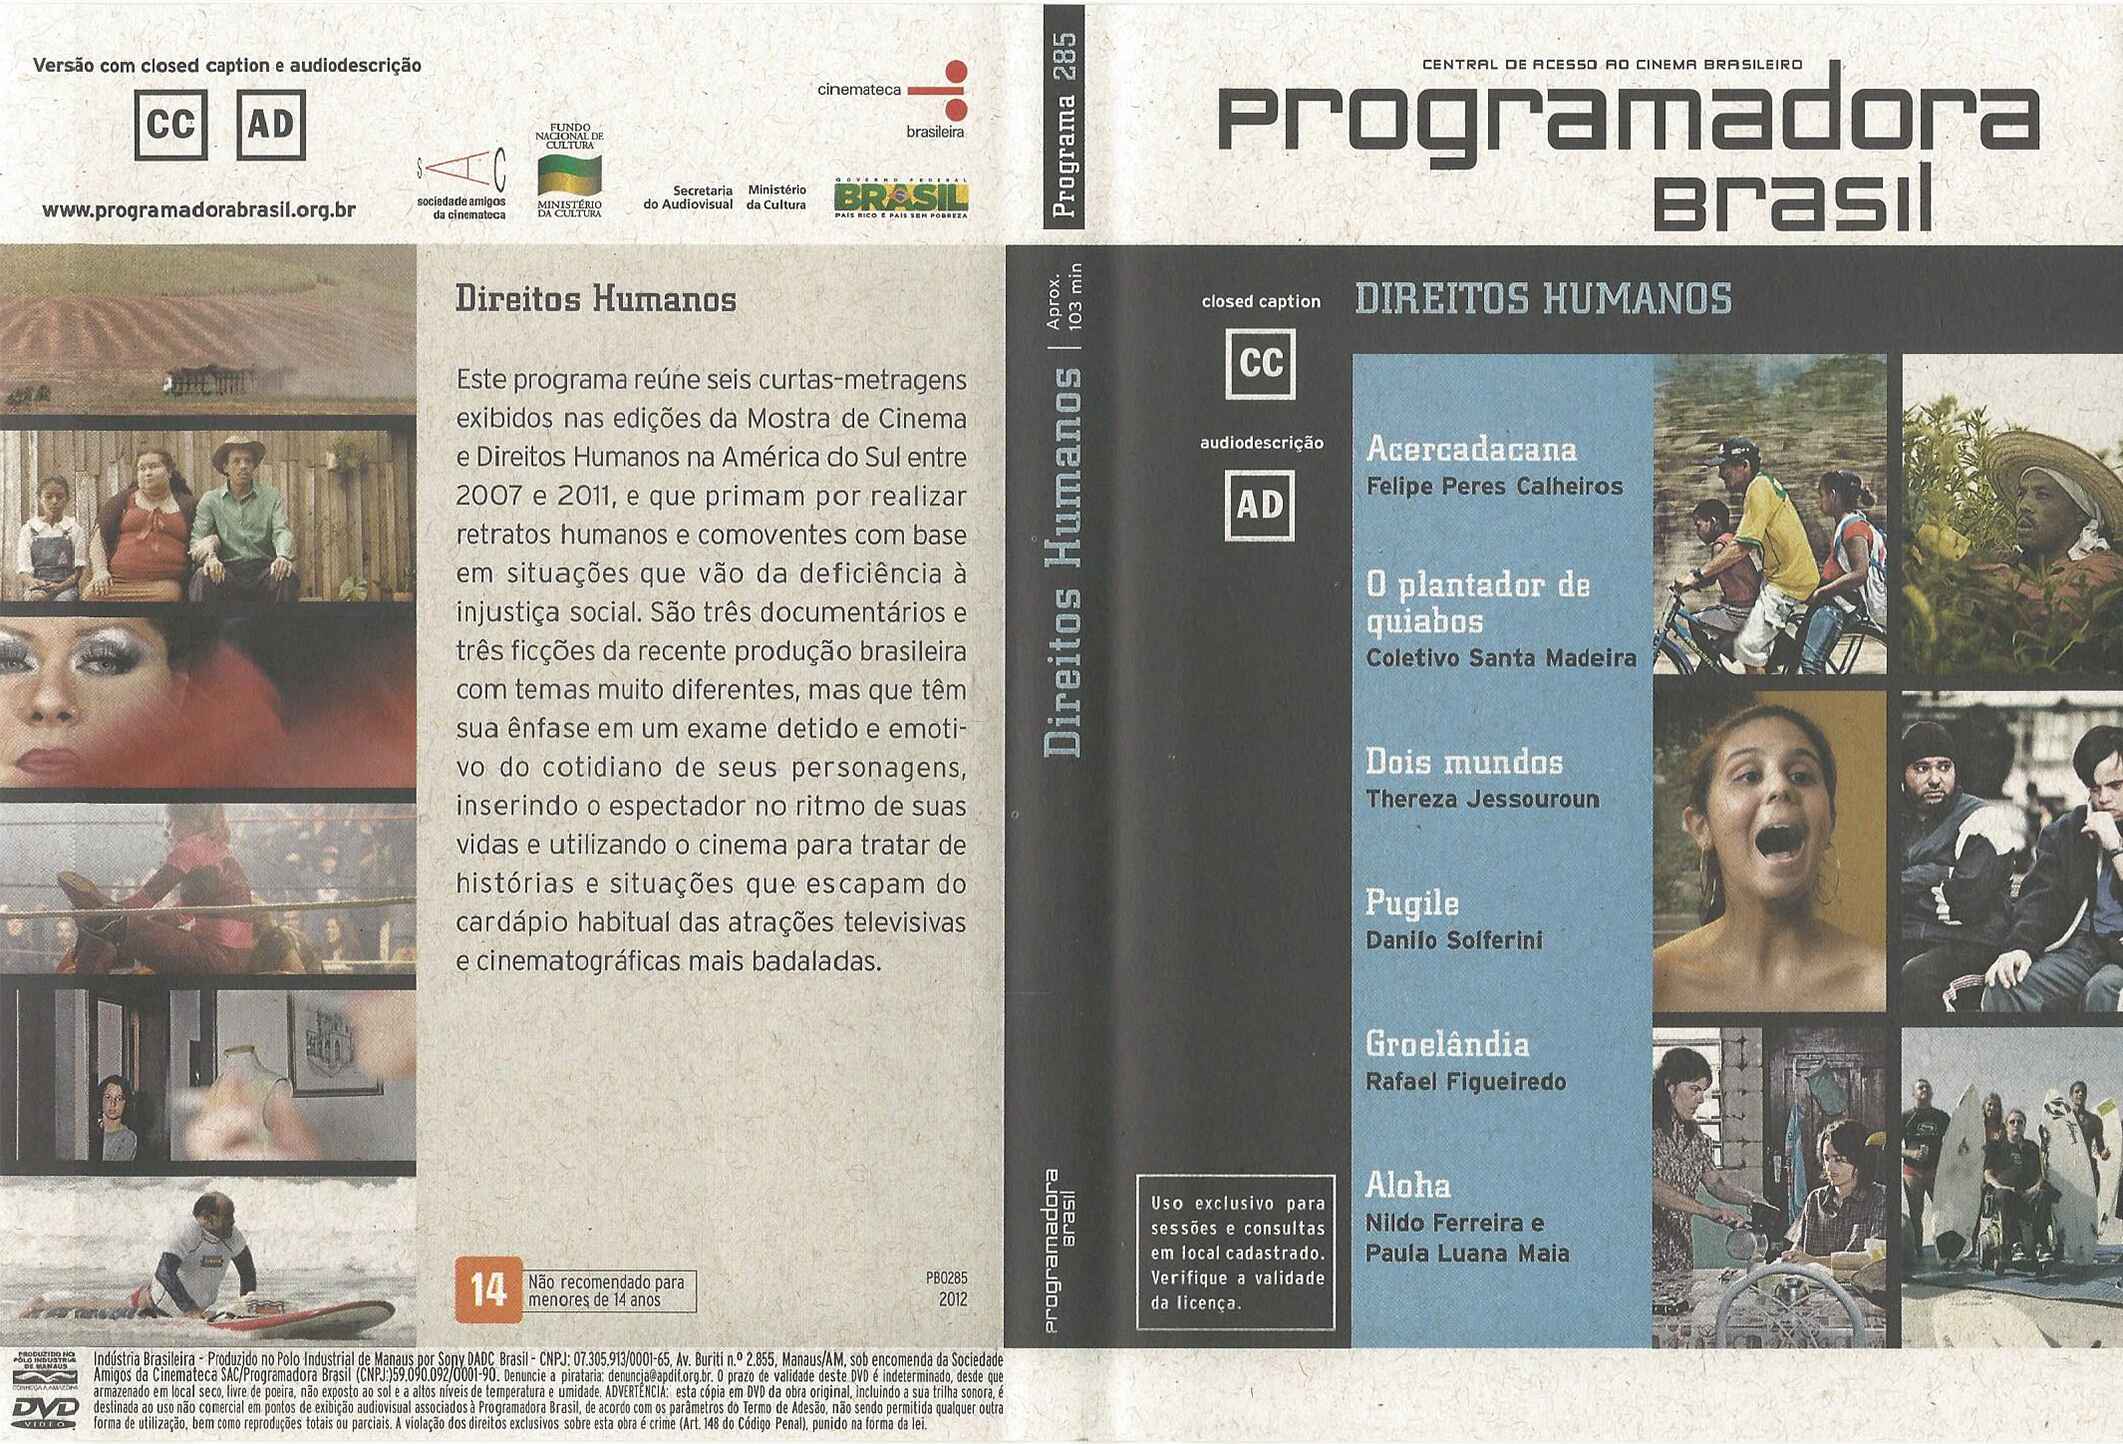 Versão com closed caption e audiodescrição
CC AD
www.programadorabrasil.org.br
SAC
sociedade amigos
da cinemateca
FUNDO
NACIONAL DE
CULTURA
MINISTÉRIO
DA CULTURA
Secretaria
do Audiovisual
Ministério
da Cultura
cinemateca
brasileira
GOVERNO FEDERAL
BRASIL
PAÍS RICO É PAÍS SEM POBREZA
Direitos Humanos
Este programa reúne seis curtas-metragens
exibidos nas edições da Mostra de Cinema
e Direitos Humanos na América do Sul entre
2007 e 2011, e que primam por realizar
retratos humanos e comoventes com base
em situações que vão da deficiência à
injustiça social. São três documentários e
três ficções da recente produção brasileira
com temas muito diferentes, mas que têm
sua ênfase em um exame detido e emoti-
vo do cotidiano de seus personagens,
inserindo o espectador no ritmo de suas
vidas e utilizando o cinema para tratar de
histórias e situações que escapam do
cardápio habitual das atrações televisivas
e cinematográficas mais badaladas.
14
Não recomendado para
menores de 14 anos
PB0285
2012
PRODUZIDO NO
PÓLO INDUSTRIAL
DE MANAUS
CONHEÇA A AMAZÔNIA
DVD
VIDEO
Indústria Brasileira - Produzido no Polo Industrial de Manaus por Sony DADC Brasil - CNPJ: 07.305.913/0001-65, Av. Buriti n.º 2.855, Manaus/AM, sob encomenda da Sociedade
Amigos da Cinemateca SAC/Programadora Brasil (CNPJ:)59.090.092/0001-90. Denuncie a pirataria: denuncia@apdif.org.br. O prazo de validade deste DVD é indeterminado, desde que
armazenado em local seco, livre de poeira, não exposto ao sol e a altos níveis de temperatura e umidade. ADVERTÊNCIA: esta cópia em DVD da obra original, incluindo a sua trilha sonora, é
destinada ao uso não comercial em pontos de exibição audiovisual associados à Programadora Brasil, de acordo com os parâmetros do Termo de Adesão, não sendo permitida qualquer outra
forma de utilização, bem como reproduções totais ou parciais. A violação dos direitos exclusivos sobre esta obra é crime (Art. 148 do Código Penal), punido na forma da lei.
Programa 285
Direitos Humanos
Aprox.
103 min
programadora
Brasil
CENTRAL DE ACESSO AO CINEMA BRASILEIRO
programadora
Brasil
DIREITOS HUMANOS
closed caption
CC
audiodescrição
AD
Acercadacana
Felipe Peres Calheiros
O plantador de
quiabos
Coletivo Santa Madeira
Dois mundos
Thereza Jessouroun
Pugile
Danilo Solferini
Groelândia
Rafael Figueiredo
Aloha
Nildo Ferreira e
Paula Luana Maia
Uso exclusivo para
sessões e consultas
em local cadastrado.
Verifique a validade
da licença.